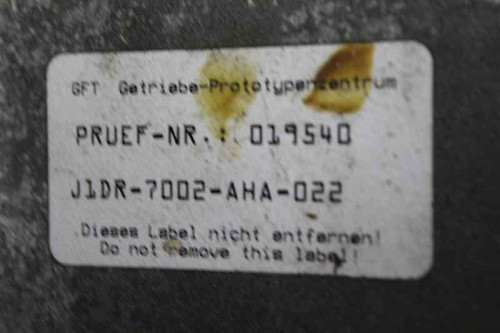 GFT Getriebe-Prototypenzentrum
PRUEF-NR.: 019540
J1DR-7002-AHA-022
Dieses Label nicht entfernen!
Do not remove this label!